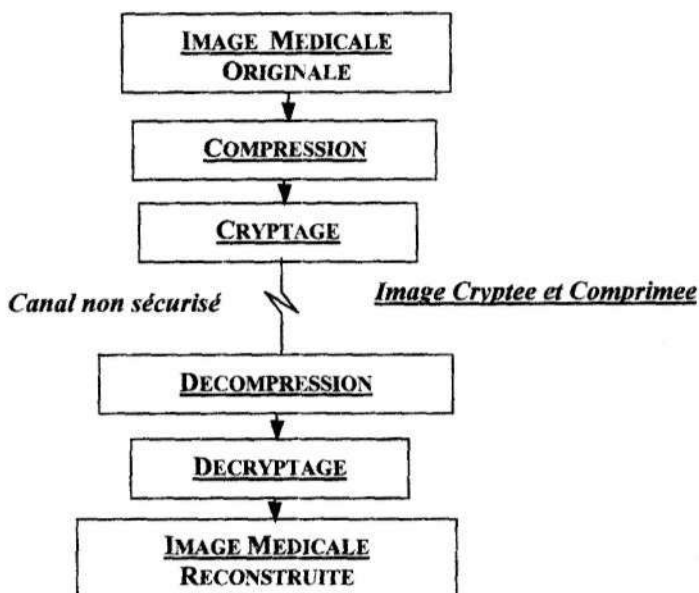 IMAGE MEDICALE
ORIGINALE
COMPRESSION
CRYPTAGE
Canal non sécurisé
Image Cryptee et Comprimee
DECOMPRESSION
DECRYPTAGE
IMAGE MEDICALE
RECONSTRUITE